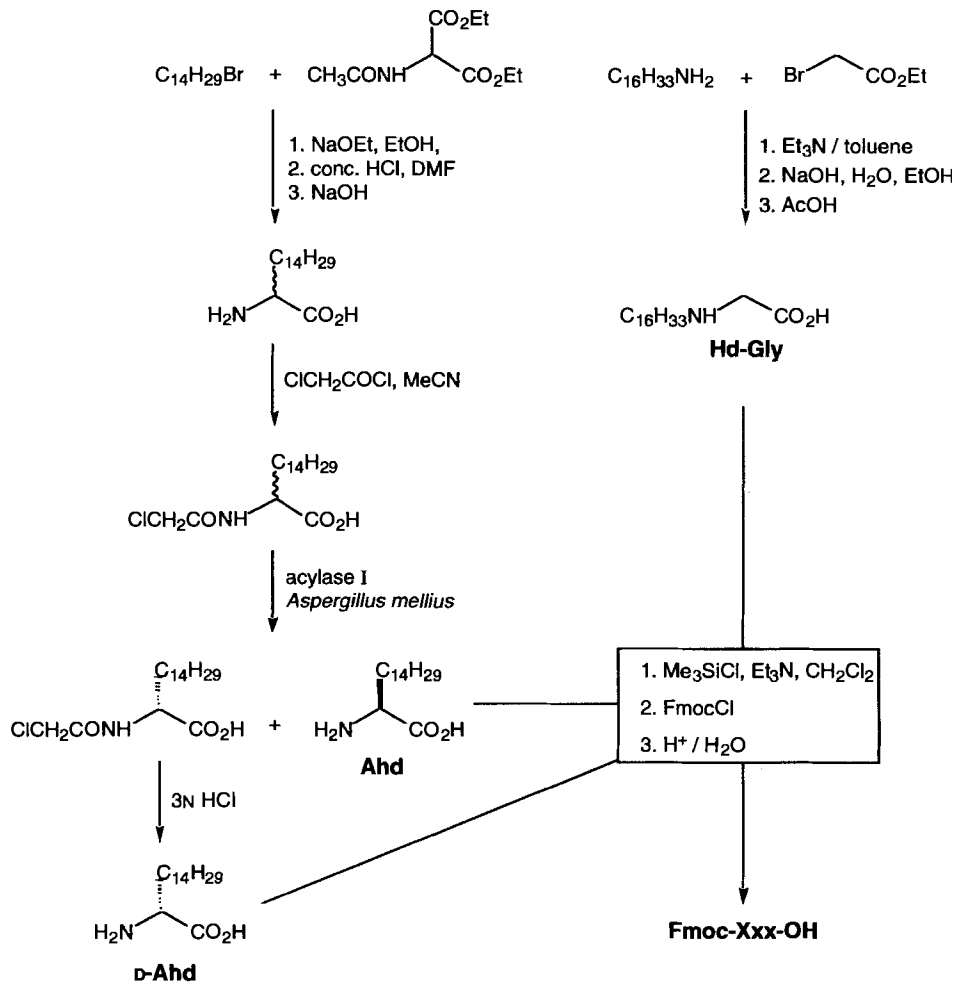 CO₂Et
C₁₄H₂₉Br + CH₃CONH CO₂Et
C₁₆H₃₃NH₂ + Br CO₂Et
1. NaOEt, EtOH,
2. conc. HCl, DMF
3. NaOH
1. Et₃N / toluene
2. NaOH, H₂O, EtOH
3. AcOH
C₁₄H₂₉
H₂N CO₂H
C₁₆H₃₃NH CO₂H
Hd-Gly
ClCH₂COCl, MeCN
C₁₄H₂₉
ClCH₂CONH CO₂H
acylase I
Aspergillus mellius
C₁₄H₂₉ C₁₄H₂₉
ClCH₂CONH CO₂H + H₂N CO₂H
Ahd
1. Me₃SiCl, Et₃N, CH₂Cl₂
2. FmocCl
3. H⁺ / H₂O
3N HCl
C₁₄H₂₉
H₂N CO₂H
D-Ahd
Fmoc-Xxx-OH